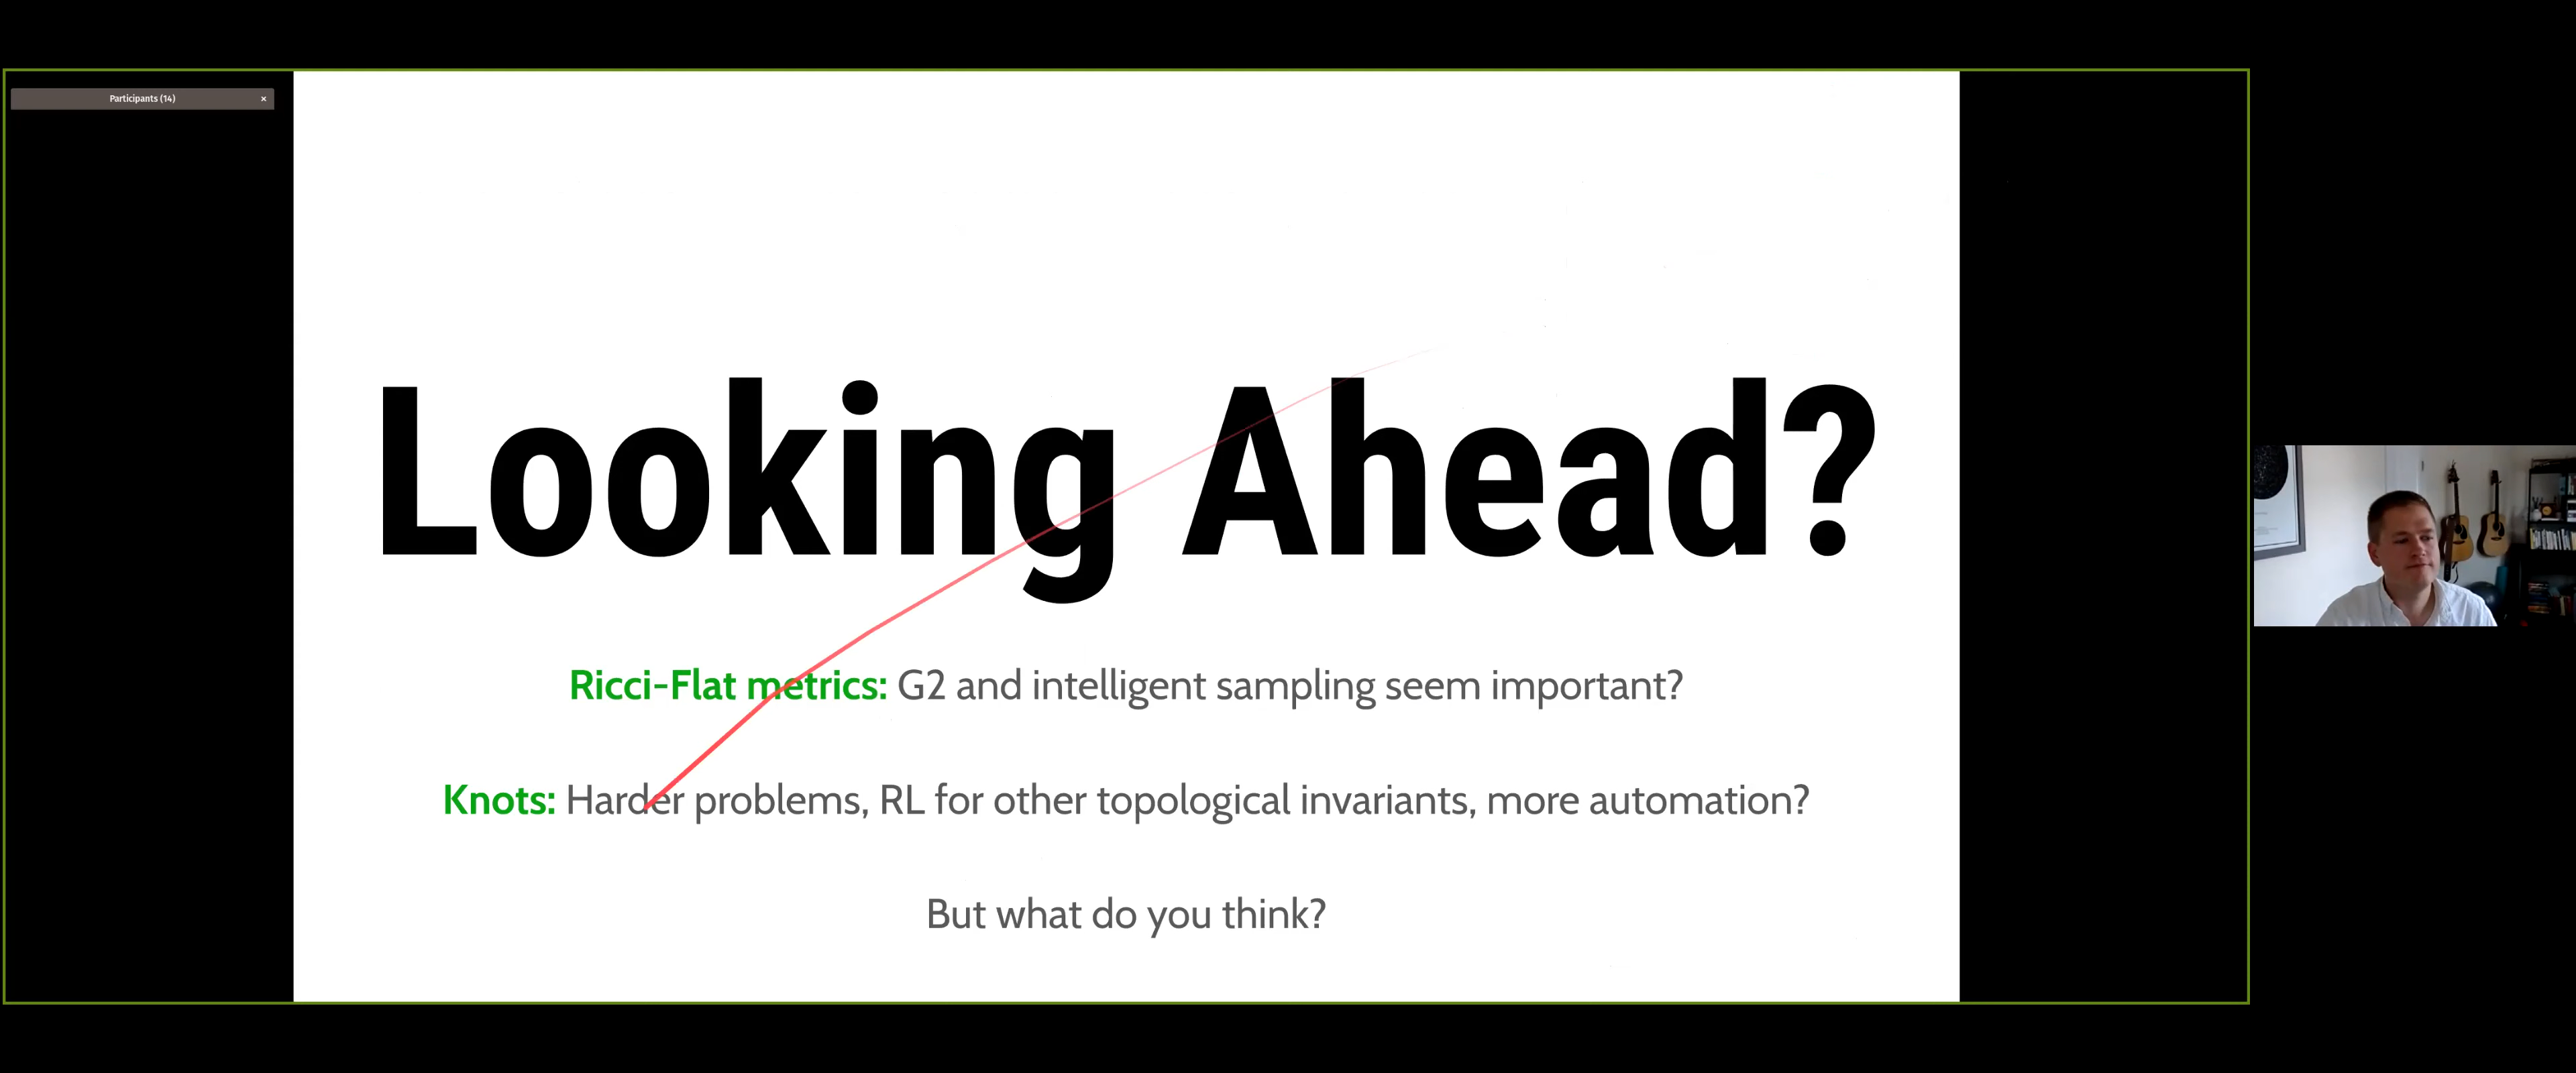 Participants (14)
Looking Ahead?
Ricci-Flat metrics: G2 and intelligent sampling seem important?
Knots: Harder problems, RL for other topological invariants, more automation?
But what do you think?